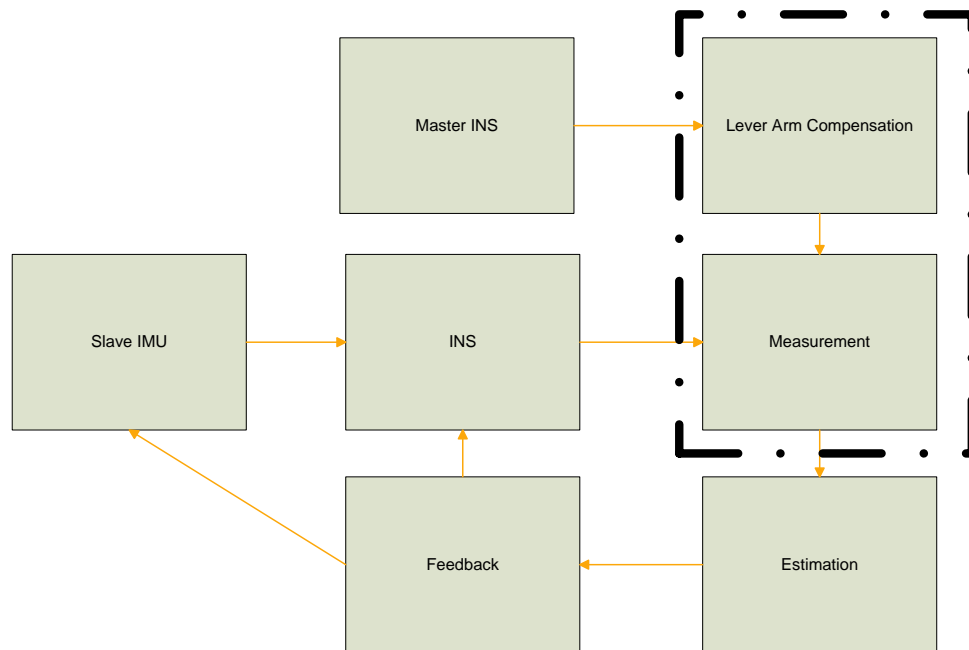 Master INS
Lever Arm Compensation
Slave IMU
INS
Measurement
Feedback
Estimation